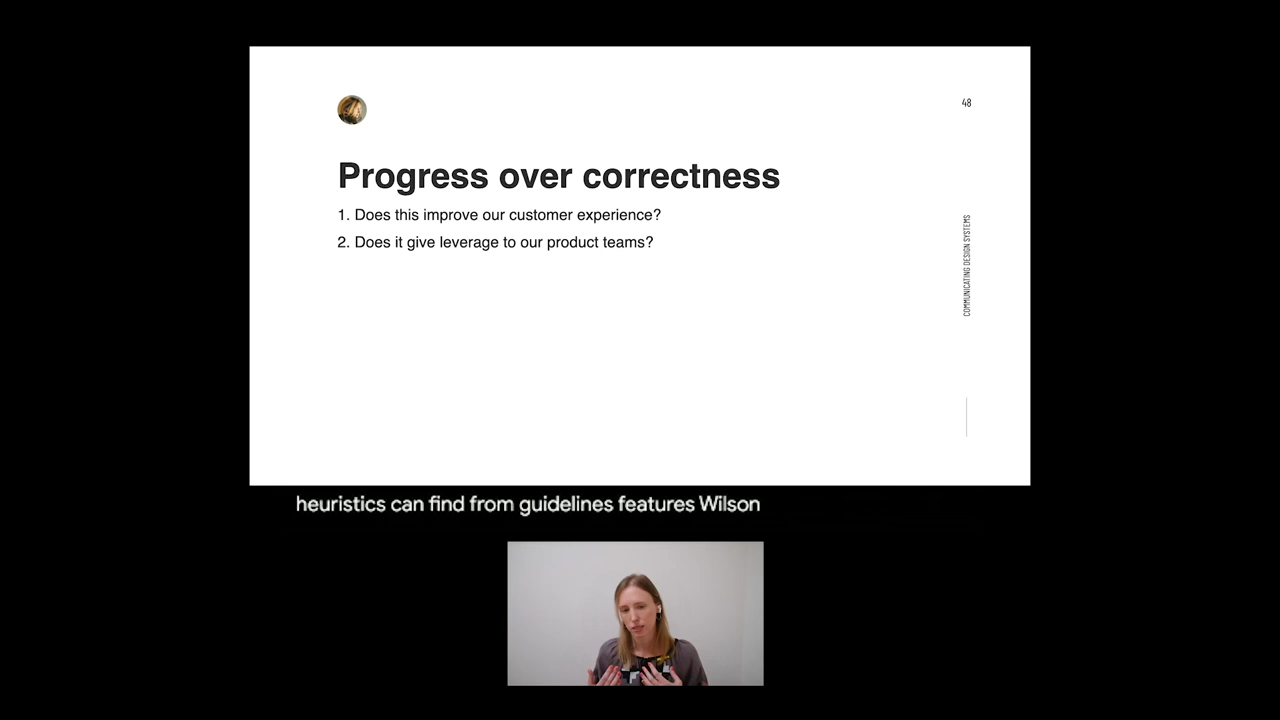 48
Progress over correctness
1. Does this improve our customer experience?
2. Does it give leverage to our product teams?
COMMUNICATING DESIGN SYSTEMS
heuristics can find from guidelines features Wilson